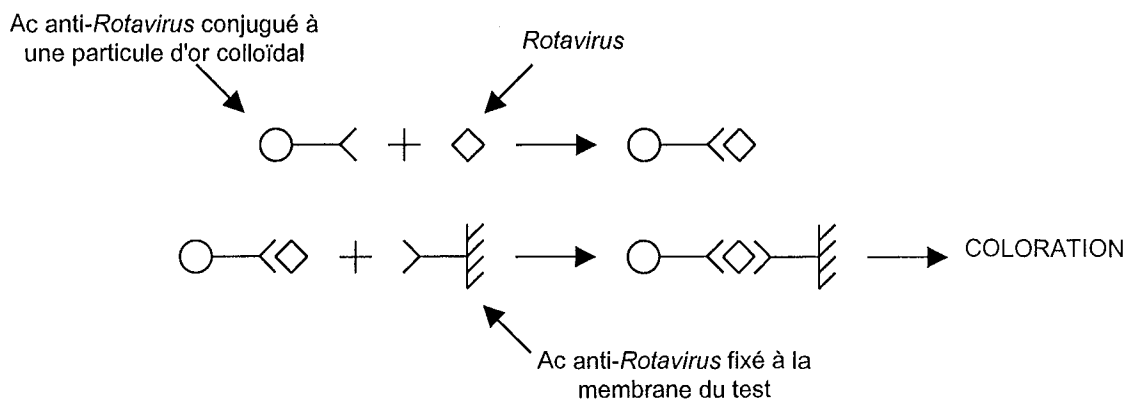 Ac anti-Rotavirus conjugué à
une particule d'or colloïdal
Rotavirus
COLORATION
Ac anti-Rotavirus fixé à la
membrane du test